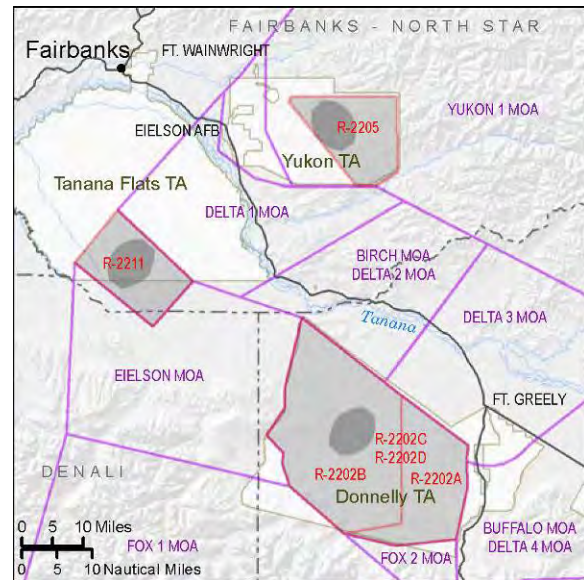 FAIRBANKS - NORTH STAR
Fairbanks
FT. WAINWRIGHT
YUKON 1 MOA
R-2205
EIELSON AFB
Yukon TA
Tanana Flats TA
DELTA 1 MOA
BIRCH MOA
DELTA 2 MOA
R-2211
Tanana
DELTA 3 MOA
EIELSON MOA
FT. GREELY
R-2202C
R-2202D
R-2202B
R-2202A
DENALI
Donnelly TA
0 5 10 Miles
BUFFALO MOA
DELTA 4 MOA
FOX 1 MOA
FOX 2 MOA
0 5 10 Nautical Miles